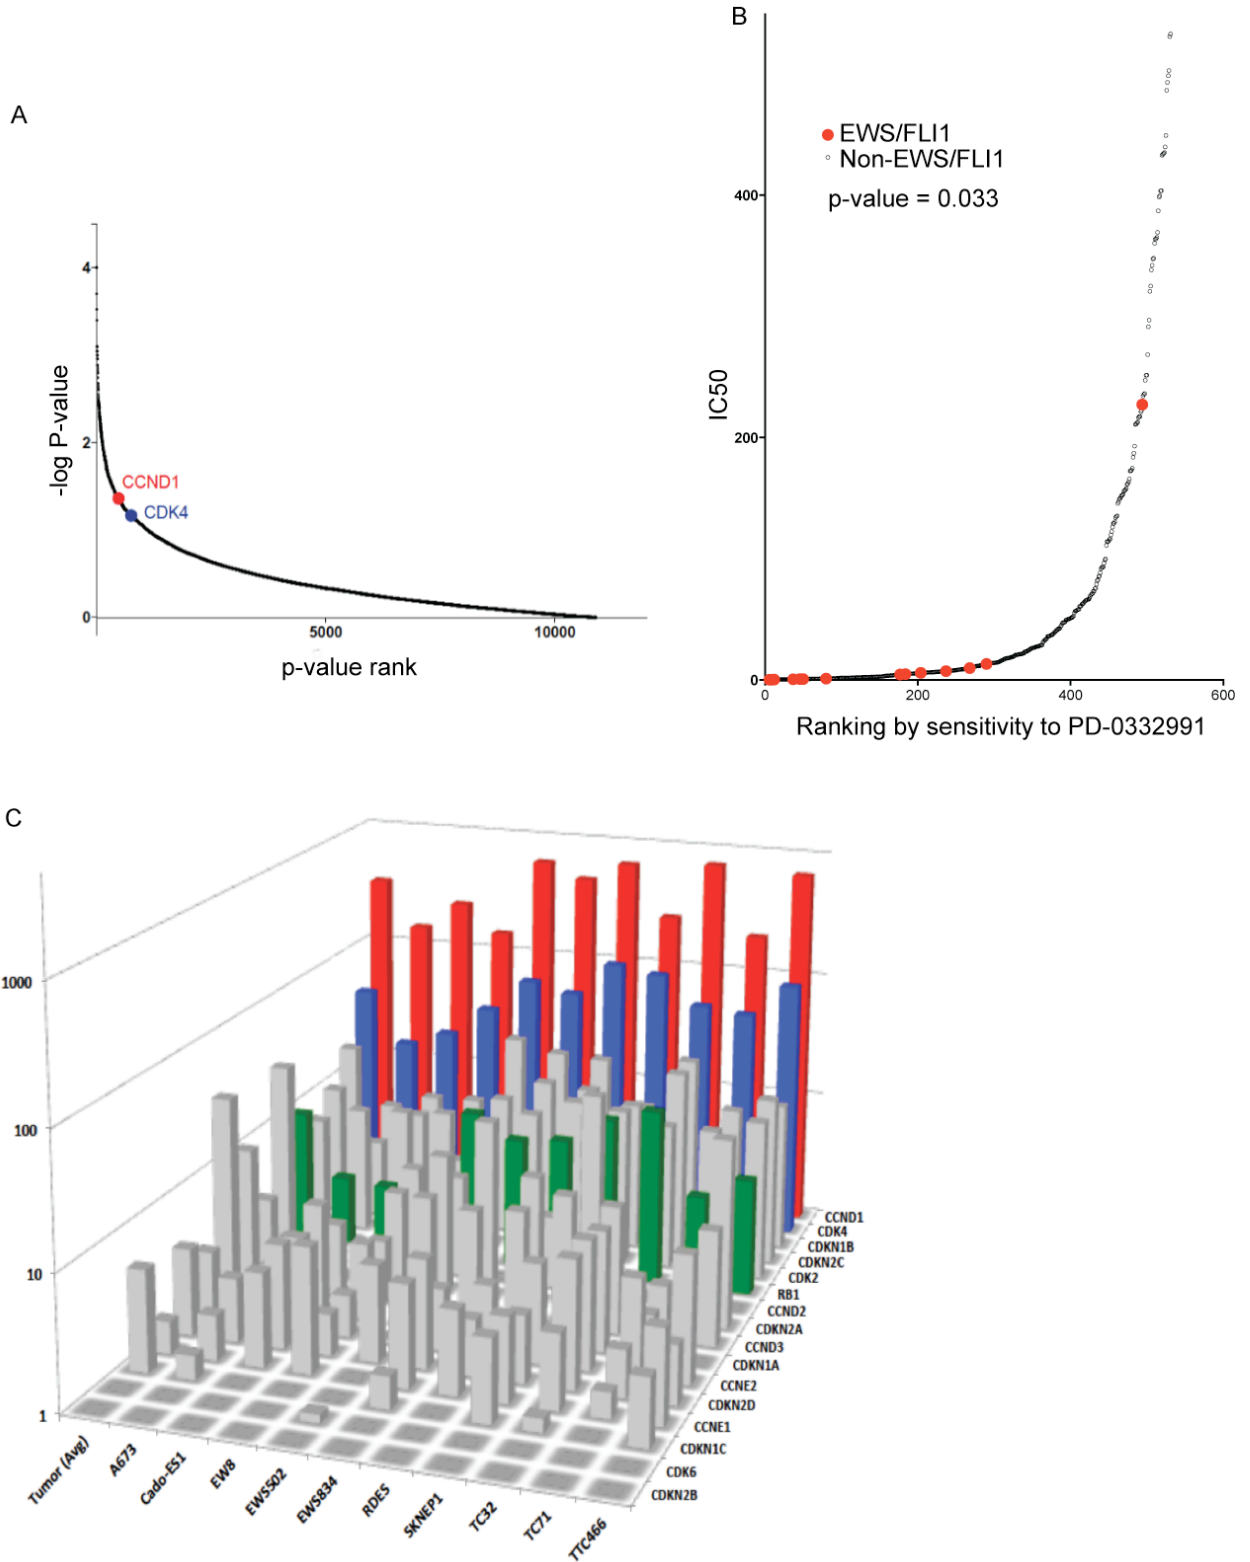 A
4
2
0
-log P-value
CCND1
CDK4
5000
10000
p-value rank
B
EWS/FLI1
Non-EWS/FLI1
p-value = 0.033
400
200
0
IC50
0
200
400
600
Ranking by sensitivity to PD-0332991
C
1000
100
10
1
Tumor (Avg)
A673
Cado-ES1
EW8
EWS502
EWS834
RDES
SKNEP1
TC32
TC71
TTC466
CCND1
CDK4
CDKN1B
CDKN2C
CDK2
RB1
CCND2
CDKN2A
CCND3
CDKN1A
CCNE2
CDKN2D
CCNE1
CDKN1C
CDK6
CDKN2B